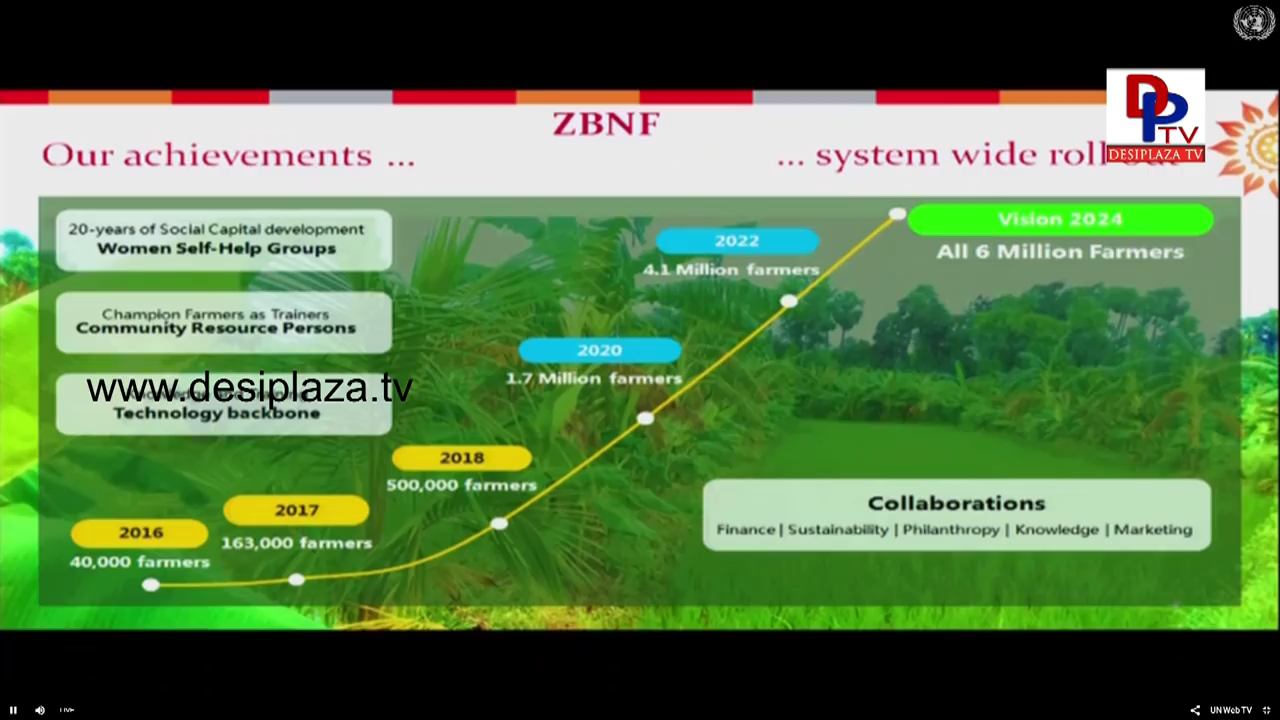 ZBNF
Our achievements ...
... system wide roll
DP
TV
DESIPLAZA TV
20-years of Social Capital development
Women Self-Help Groups
Champion Farmers as Trainers
Community Resource Persons
www.desiplaza.tv
Technology backbone
2016
40,000 farmers
2017
163,000 farmers
2018
500,000 farmers
2020
1.7 Million farmers
2022
4.1 Million farmers
Vision 2024
All 6 Million Farmers
Collaborations
Finance | Sustainability | Philanthropy | Knowledge | Marketing
UN Web TV